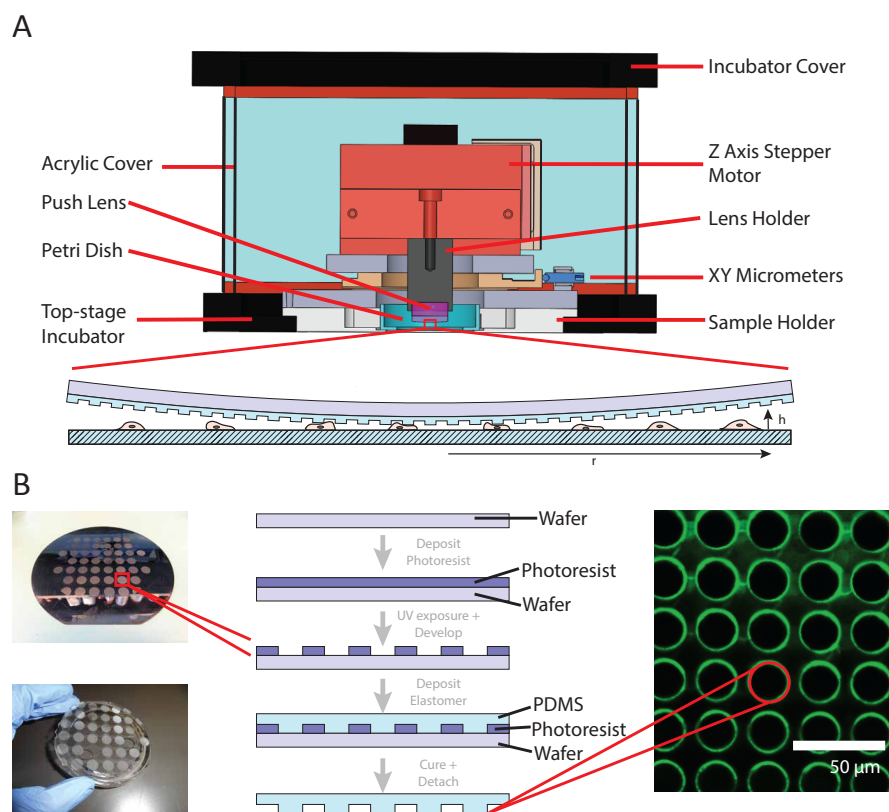 A
Incubator Cover
Z Axis Stepper
Motor
Acrylic Cover
Push Lens
Lens Holder
Petri Dish
XY Micrometers
Top-stage
Incubator
Sample Holder
h
r
B
Wafer
Deposit
Photoresist
Photoresist
Wafer
UV exposure +
Develop
Deposit
Elastomer
PDMS
Photoresist
Wafer
Cure +
Detach
50 µm